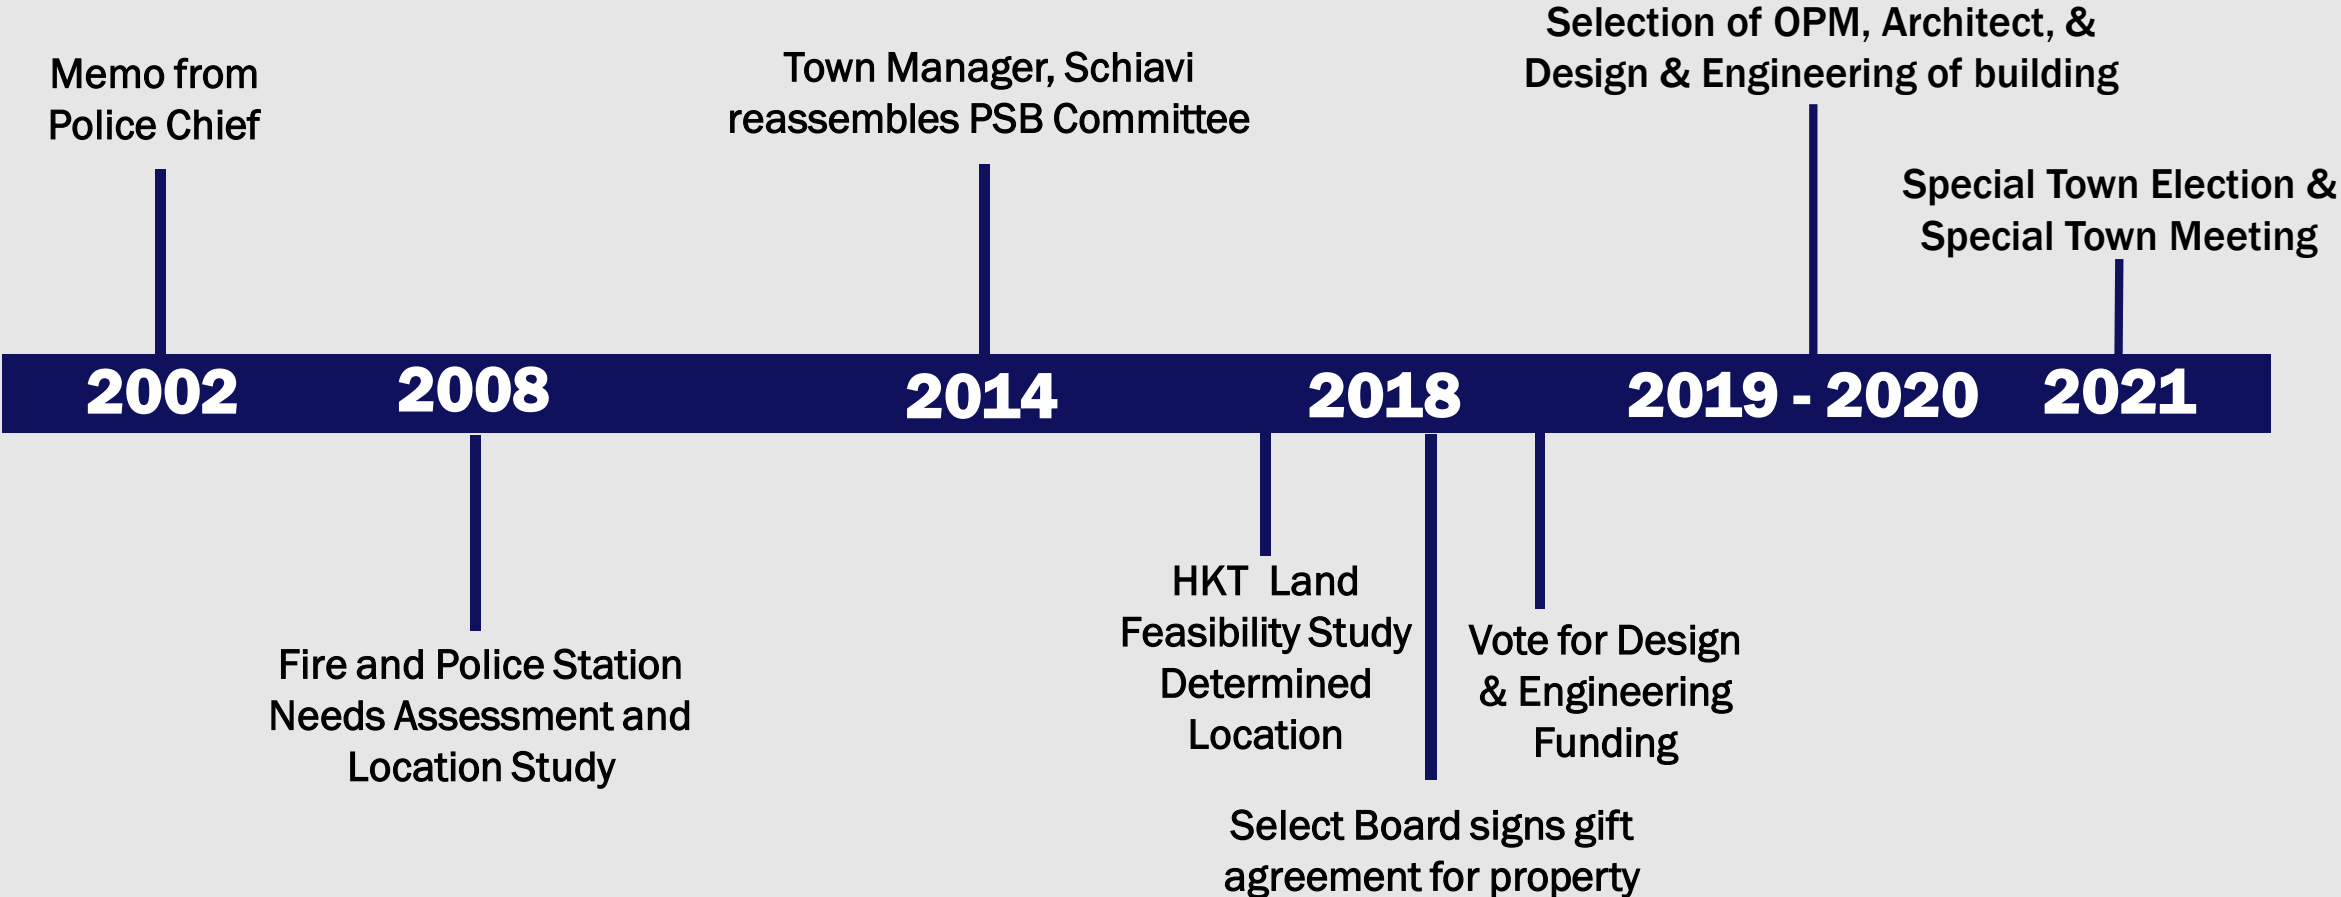 Memo from
Police Chief
Town Manager, Schiavi
reassembles PSB Committee
Selection of OPM, Architect, &
Design & Engineering of building
Special Town Election &
Special Town Meeting
2002
2008
2014
2018
2019 - 2020
2021
Fire and Police Station
Needs Assessment and
Location Study
HKT Land
Feasibility Study
Determined
Location
Vote for Design
& Engineering
Funding
Select Board signs gift
agreement for property